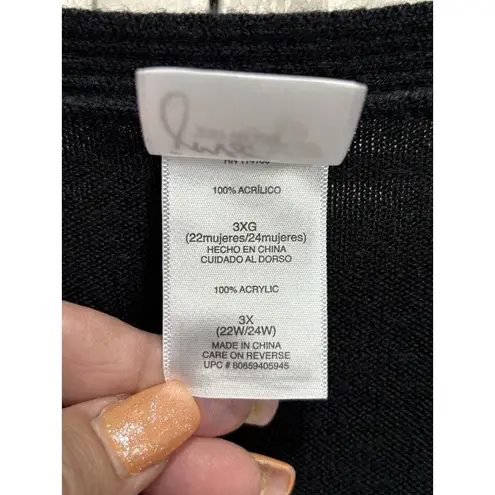 100% ACRÍLICO
3XG
(22mujeres/24mujeres)
HECHO EN CHINA
CUIDADO AL DORSO
100% ACRYLIC
3X
(22W/24W)
MADE IN CHINA
CARE ON REVERSE
UPC # 80859405945